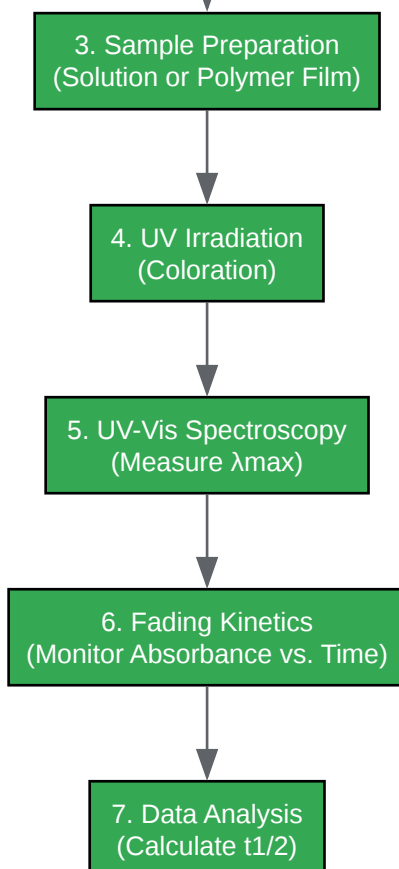 3. Sample Preparation
(Solution or Polymer Film)
4. UV Irradiation
(Coloration)
5. UV-Vis Spectroscopy
(Measure λmax)
6. Fading Kinetics
(Monitor Absorbance vs. Time)
7. Data Analysis
(Calculate t1/2)